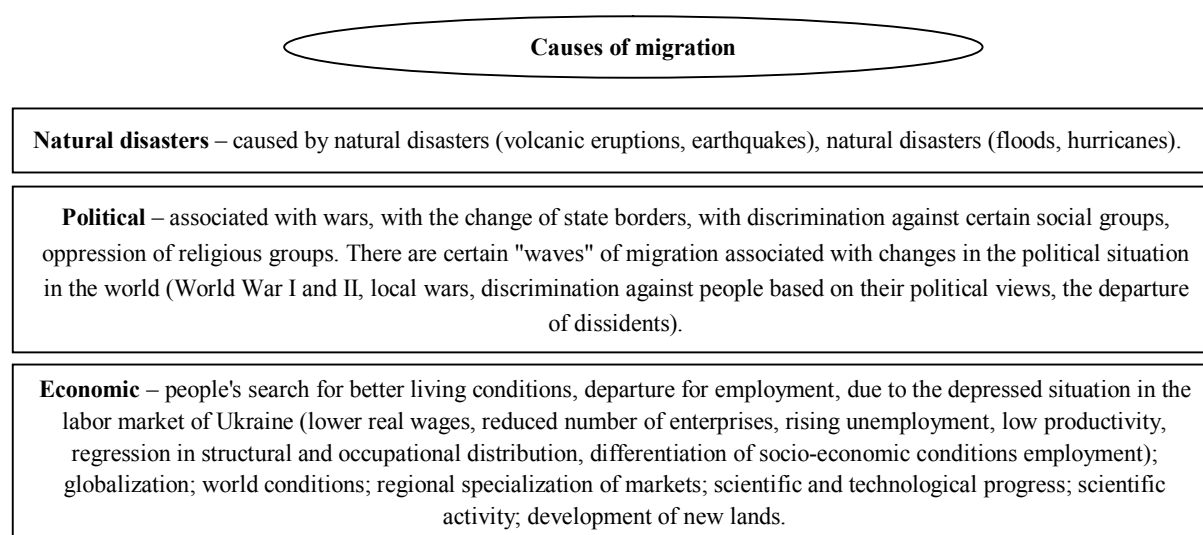 Causes of migration
Natural disasters – caused by natural disasters (volcanic eruptions, earthquakes), natural disasters (floods, hurricanes).
Political – associated with wars, with the change of state borders, with discrimination against certain social groups,
oppression of religious groups. There are certain "waves" of migration associated with changes in the political situation
in the world (World War I and II, local wars, discrimination against people based on their political views, the departure
of dissidents).
Economic – people's search for better living conditions, departure for employment, due to the depressed situation in the
labor market of Ukraine (lower real wages, reduced number of enterprises, rising unemployment, low productivity,
regression in structural and occupational distribution, differentiation of socio-economic conditions employment);
globalization; world conditions; regional specialization of markets; scientific and technological progress; scientific
activity; development of new lands.